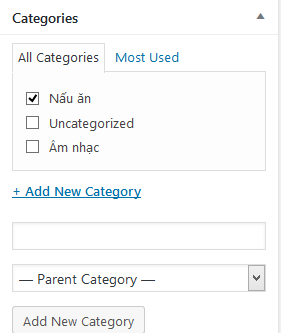 Categories
All Categories Most Used
Nấu ăn
Uncategorized
Âm nhạc
+ Add New Category
— Parent Category —
Add New Category